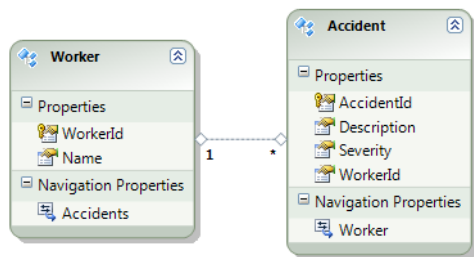 Worker
Properties
WorkerId
Name
Navigation Properties
Accidents
1
*
Accident
Properties
AccidentId
Description
Severity
WorkerId
Navigation Properties
Worker